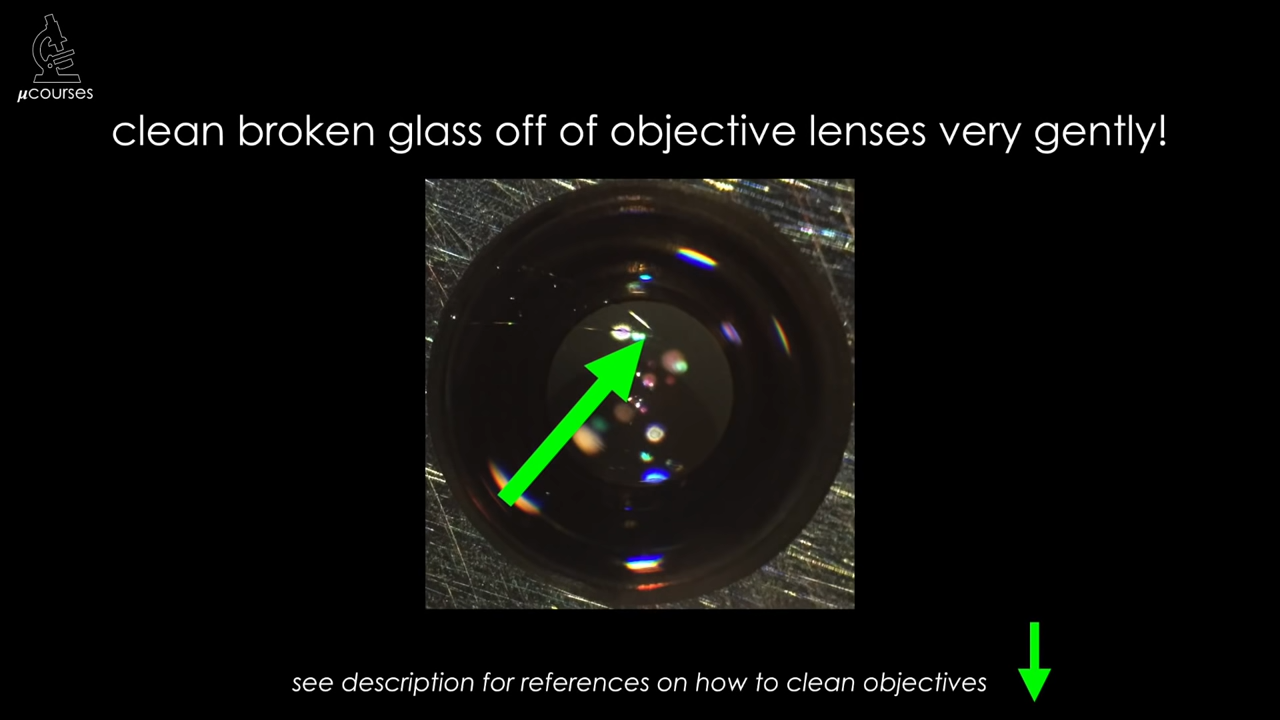 μcourses
clean broken glass off of objective lenses very gently!
see description for references on how to clean objectives